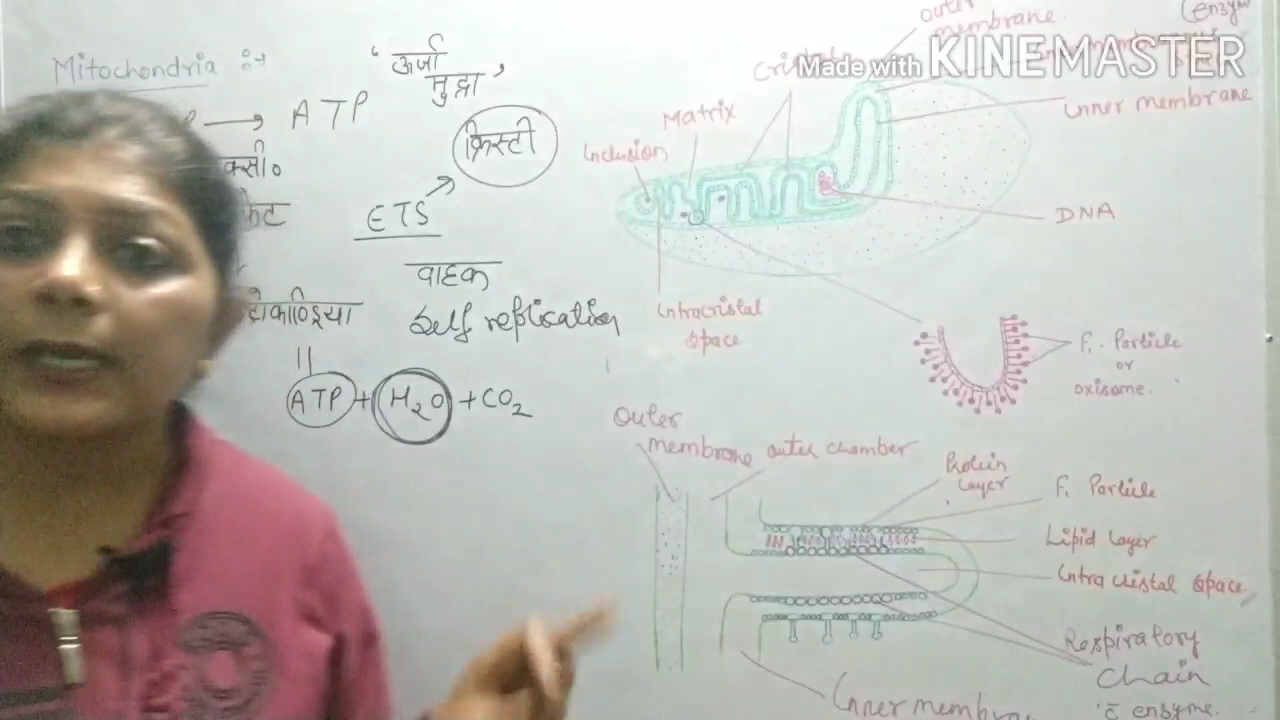 Mitochondria :-
→ ATP
"ऊर्जा
मुद्रा"
क्रिस्टी
ETS
वाहक
Self replication
ATP + H2O + CO2
outer
membrane
(enzym
Made with KINEMASTER
Matrix
Inclusion
Inner membrane
DNA
Intracristal
space
F1 Particle
or
oxisome.
Outer
membrane
outer chamber
Protein
Layer
F1 Particle
Lipid Layer
Intra cristal space
Respiratory
Chain
c̄ enzyme.
Inner membrane